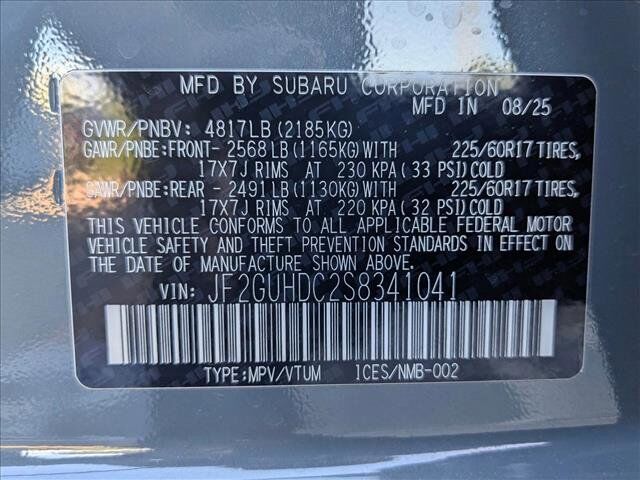 MFD BY SUBARU CORPORATION
MFD IN 08/25
GVWR/PNBV: 4817LB(2185KG)
GAWR/PNBE:FRONT- 2568LB(1165KG)WITH 225/60R17 TIRES,
17X7J RIMS AT 230 KPA(33 PSI)COLD
GAWR/PNBE:REAR - 2491LB(1130KG)WITH 225/60R17 TIRES,
17X7J RIMS AT 220 KPA(32 PSI)COLD
THIS VEHICLE CONFORMS TO ALL APPLICABLE FEDERAL MOTOR
VEHICLE SAFETY AND THEFT PREVENTION STANDARDS IN EFFECT ON
THE DATE OF MANUFACTURE SHOWN ABOVE.
VIN: JF2GUHDC2S8341041
TYPE:MPV/VTUM ICES/NMB-002